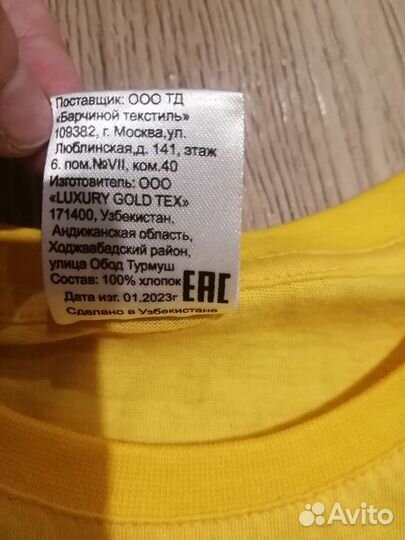 Поставщик: ООО ТД
«Барчиной текстиль»
109382, г. Москва,ул.
Люблинская,д. 141, этаж
6. пом.№VII, ком.40
Изготовитель: ООО
«LUXURY GOLD TEX»
171400, Узбекистан,
Андижанская область,
Ходжвабадский район,
улица Обод Турмуш
Состав: 100% хлопок
Дата изг. 01.2023г
EAC
Сделано в Узбекистане
Avito